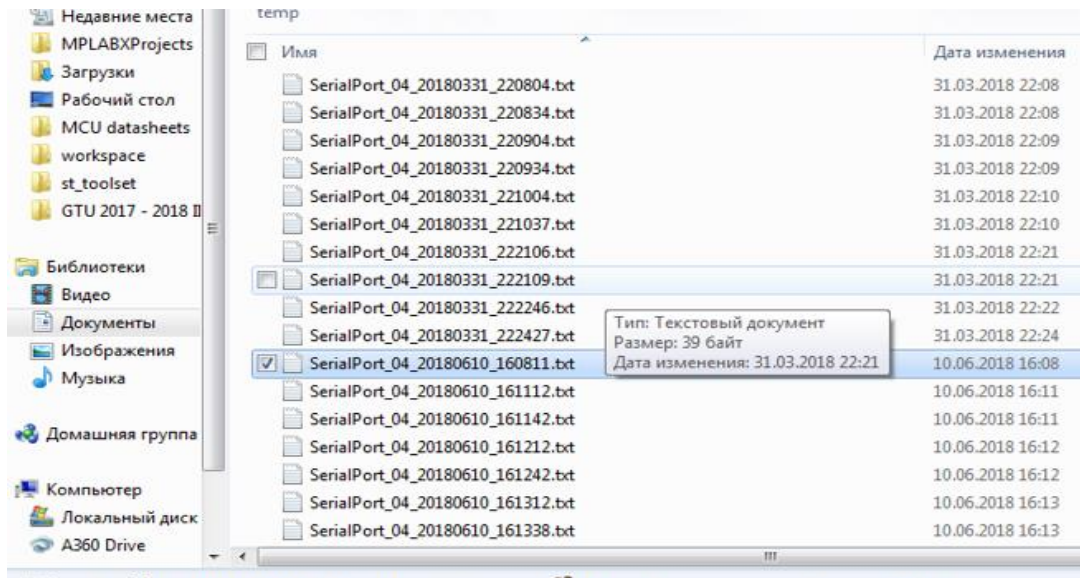 Недавние места
MPLABXProjects
Загрузки
Рабочий стол
MCU datasheets
workspace
st_toolset
GTU 2017 - 2018 II
Библиотеки
Видео
Документы
Изображения
Музыка
Домашняя группа
Компьютер
Локальный диск
A360 Drive
temp
Имя Дата изменения
SerialPort_04_20180331_220804.txt 31.03.2018 22:08
SerialPort_04_20180331_220834.txt 31.03.2018 22:08
SerialPort_04_20180331_220904.txt 31.03.2018 22:09
SerialPort_04_20180331_220934.txt 31.03.2018 22:09
SerialPort_04_20180331_221004.txt 31.03.2018 22:10
SerialPort_04_20180331_221037.txt 31.03.2018 22:10
SerialPort_04_20180331_222106.txt 31.03.2018 22:21
SerialPort_04_20180331_222109.txt 31.03.2018 22:21
SerialPort_04_20180331_222246.txt 31.03.2018 22:22
SerialPort_04_20180331_222427.txt 31.03.2018 22:24
Тип: Текстовый документ
Размер: 39 байт
Дата изменения: 31.03.2018 22:21
SerialPort_04_20180610_160811.txt 10.06.2018 16:08
SerialPort_04_20180610_161112.txt 10.06.2018 16:11
SerialPort_04_20180610_161142.txt 10.06.2018 16:11
SerialPort_04_20180610_161212.txt 10.06.2018 16:12
SerialPort_04_20180610_161242.txt 10.06.2018 16:12
SerialPort_04_20180610_161312.txt 10.06.2018 16:13
SerialPort_04_20180610_161338.txt 10.06.2018 16:13